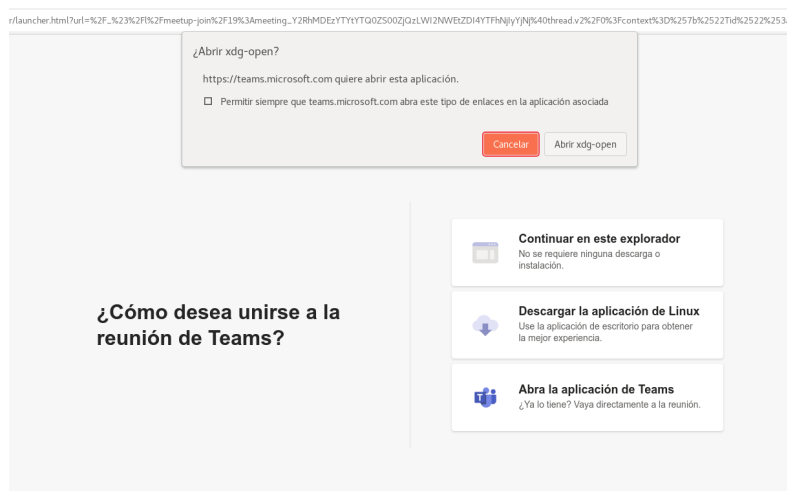 r/launcher.html?url=%2F_%23%2Fl%2Fmeetup-join%2F19%3Ameeting_Y2RhMDEzYTYtYTQ0ZS00ZjQzLWI2NWEtZDI4YTFhNjIyYjNj%40thread.v2%2F0%3Fcontext%3D%257b%2522Tid%2522%253
¿Abrir xdg-open?
https://teams.microsoft.com quiere abrir esta aplicación.
Permitir siempre que teams.microsoft.com abra este tipo de enlaces en la aplicación asociada
Cancelar
Abrir xdg-open
¿Cómo desea unirse a la
reunión de Teams?
Continuar en este explorador
No se requiere ninguna descarga o
instalación.
Descargar la aplicación de Linux
Use la aplicación de escritorio para obtener
la mejor experiencia.
Abra la aplicación de Teams
¿Ya lo tiene? Vaya directamente a la reunión.